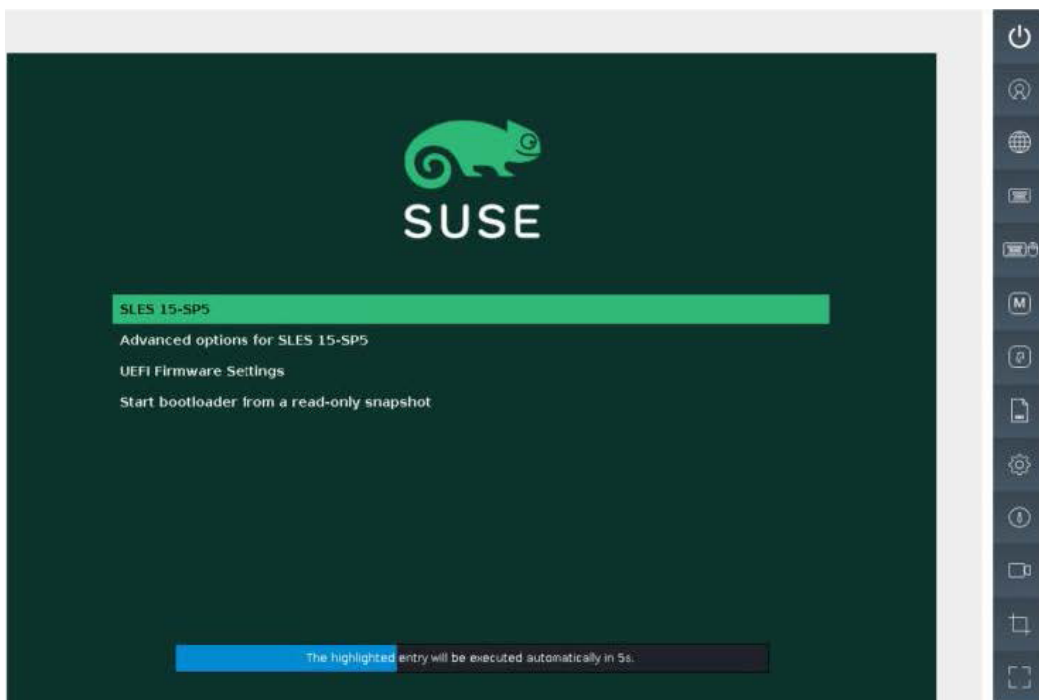 SUSE
SLES 15-SP5
Advanced options for SLES 15-SP5
UEFI Firmware Settings
Start bootloader from a read-only snapshot
The highlighted entry will be executed automatically in 5s.
M